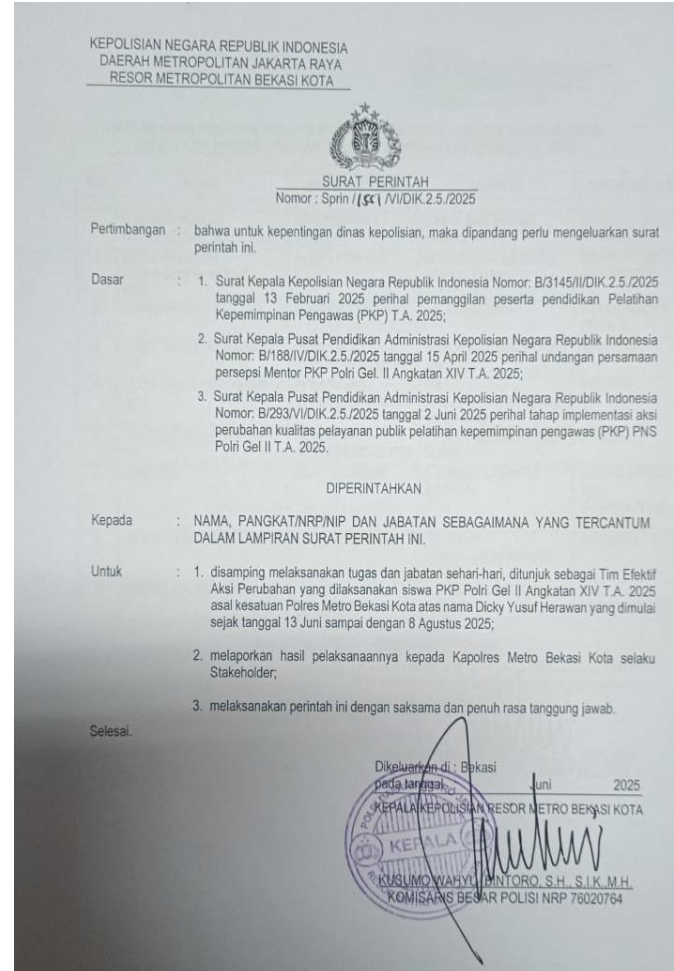 KEPOLISIAN NEGARA REPUBLIK INDONESIA
DAERAH METROPOLITAN JAKARTA RAYA
RESOR METROPOLITAN BEKASI KOTA
SURAT PERINTAH
Nomor : Sprin / 1551 /VI/DIK.2.5./2025
Pertimbangan : bahwa untuk kepentingan dinas kepolisian, maka dipandang perlu mengeluarkan surat
perintah ini.
Dasar : 1. Surat Kepala Kepolisian Negara Republik Indonesia Nomor: B/3145/II/DIK.2.5./2025
tanggal 13 Februari 2025 perihal pemanggilan peserta pendidikan Pelatihan
Kepemimpinan Pengawas (PKP) T.A. 2025;
2. Surat Kepala Pusat Pendidikan Administrasi Kepolisian Negara Republik Indonesia
Nomor: B/188/IV/DIK.2.5./2025 tanggal 15 April 2025 perihal undangan persamaan
persepsi Mentor PKP Polri Gel. II Angkatan XIV T.A. 2025;
3. Surat Kepala Pusat Pendidikan Administrasi Kepolisian Negara Republik Indonesia
Nomor: B/293/VI/DIK.2.5./2025 tanggal 2 Juni 2025 perihal tahap implementasi aksi
perubahan kualitas pelayanan publik pelatihan kepemimpinan pengawas (PKP) PNS
Polri Gel II T.A. 2025.
DIPERINTAHKAN
Kepada : NAMA, PANGKAT/NRP/NIP DAN JABATAN SEBAGAIMANA YANG TERCANTUM
DALAM LAMPIRAN SURAT PERINTAH INI.
Untuk : 1. disamping melaksanakan tugas dan jabatan sehari-hari, ditunjuk sebagai Tim Efektif
Aksi Perubahan yang dilaksanakan siswa PKP Polri Gel II Angkatan XIV T.A. 2025
asal kesatuan Polres Metro Bekasi Kota atas nama Dicky Yusuf Herawan yang dimulai
sejak tanggal 13 Juni sampai dengan 8 Agustus 2025;
2. melaporkan hasil pelaksanaannya kepada Kapolres Metro Bekasi Kota selaku
Stakeholder;
3. melaksanakan perintah ini dengan saksama dan penuh rasa tanggung jawab.
Selesai.
Dikeluarkan di : Bekasi
pada tanggal Juni 2025
KEPALA KEPOLISIAN RESOR METRO BEKASI KOTA
KEPALA
KUSUMO WAHYU BINTORO, S.H., S.I.K.,M.H.
KOMISARIS BESAR POLISI NRP 76020764